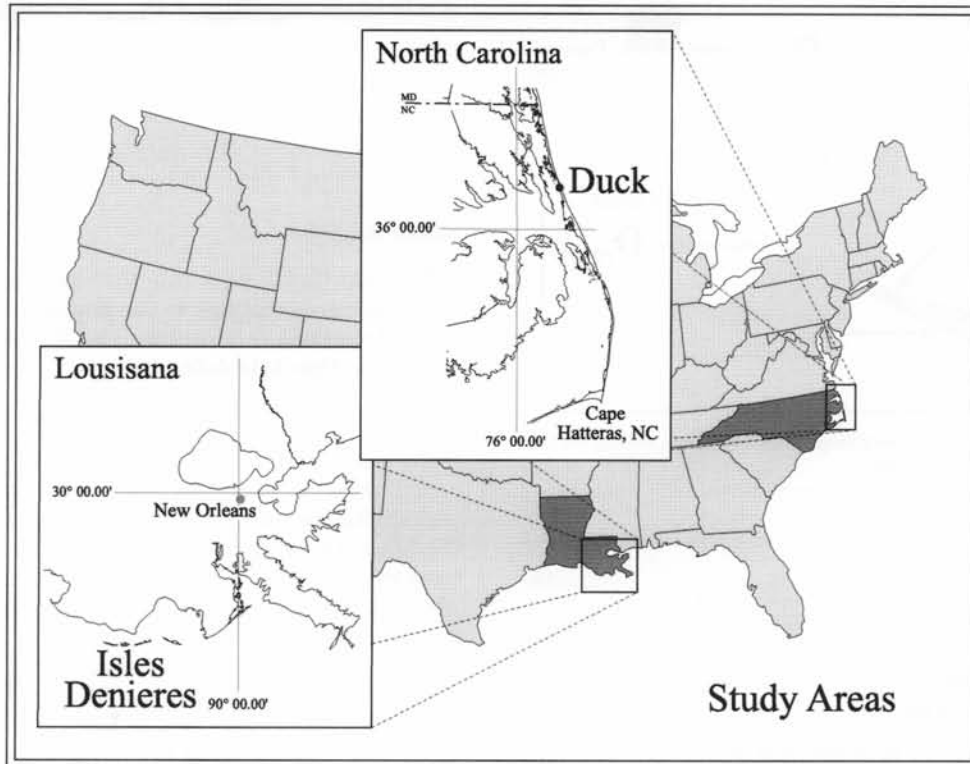 North Carolina
MD
NC
Duck
36° 00.00'
Cape
Hatteras, NC
76° 00.00'
Lousisana
30° 00.00'
New Orleans
Isles
Denieres
90° 00.00'
Study Areas